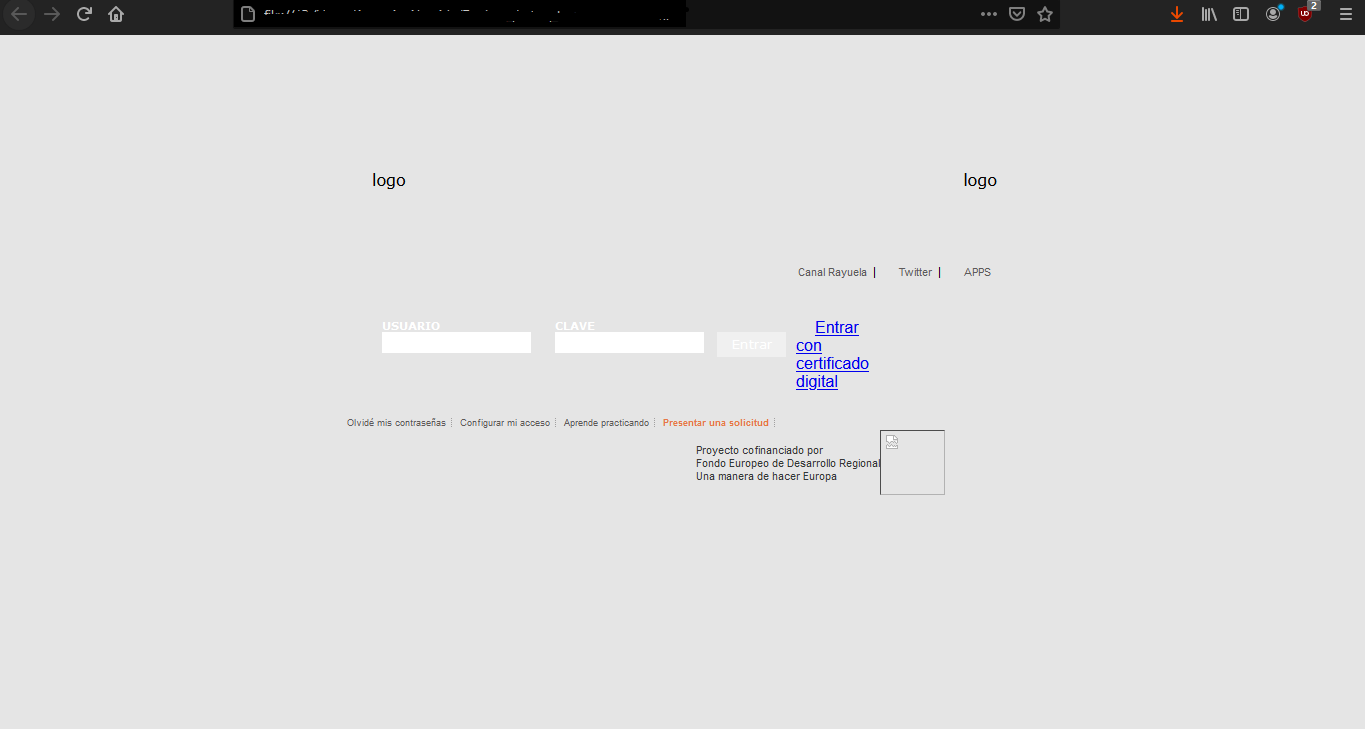 2
logo
logo
Canal Rayuela
Twitter
APPS
USUARIO
CLAVE
Entrar
Entrar
con
certificado
digital
Olvidé mis contraseñas
Configurar mi acceso
Aprende practicando
Presentar una solicitud
Proyecto cofinanciado por
Fondo Europeo de Desarrollo Regional
Una manera de hacer Europa